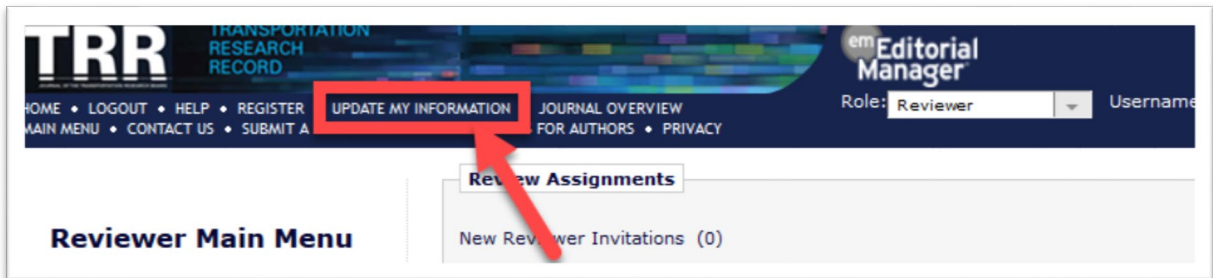 TRR
TRANSPORTATION
RESEARCH
RECORD
em Editorial
Manager
HOME • LOGOUT • HELP • REGISTER UPDATE MY INFORMATION JOURNAL OVERVIEW
MAIN MENU • CONTACT US • SUBMIT A FOR AUTHORS • PRIVACY
Role: Reviewer Username
Review Assignments
Reviewer Main Menu
New Reviewer Invitations (0)